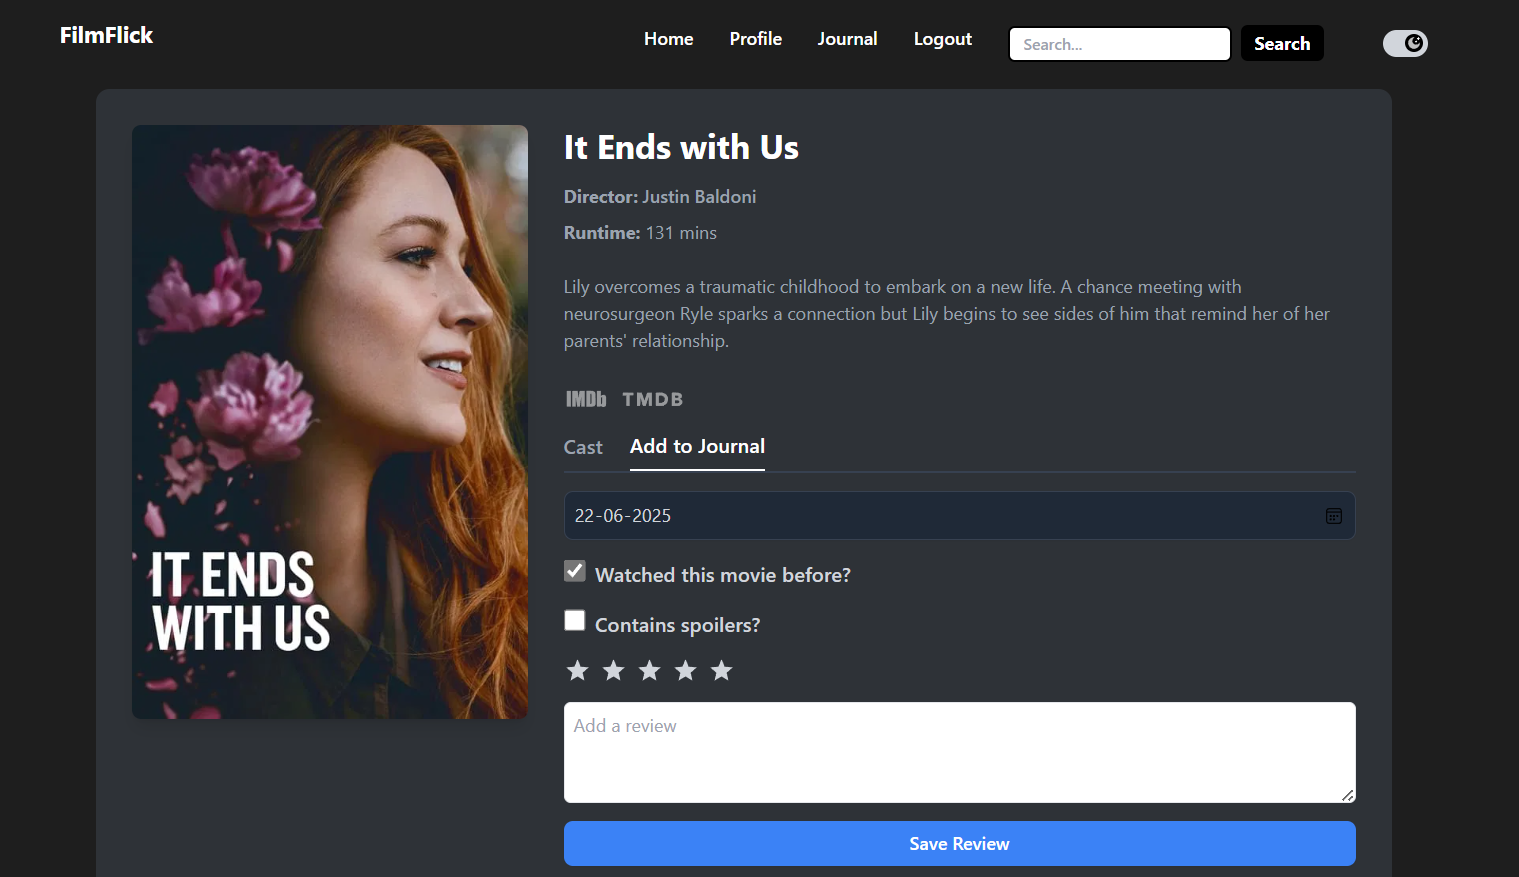 FilmFlick
Home Profile Journal Logout Search... Search
It Ends with Us
Director: Justin Baldoni
Runtime: 131 mins
Lily overcomes a traumatic childhood to embark on a new life. A chance meeting with
neurosurgeon Ryle sparks a connection but Lily begins to see sides of him that remind her of her
parents' relationship.
IMDb TMDB
Cast Add to Journal
22-06-2025
Watched this movie before?
Contains spoilers?
Add a review
Save Review
IT ENDS
WITH US